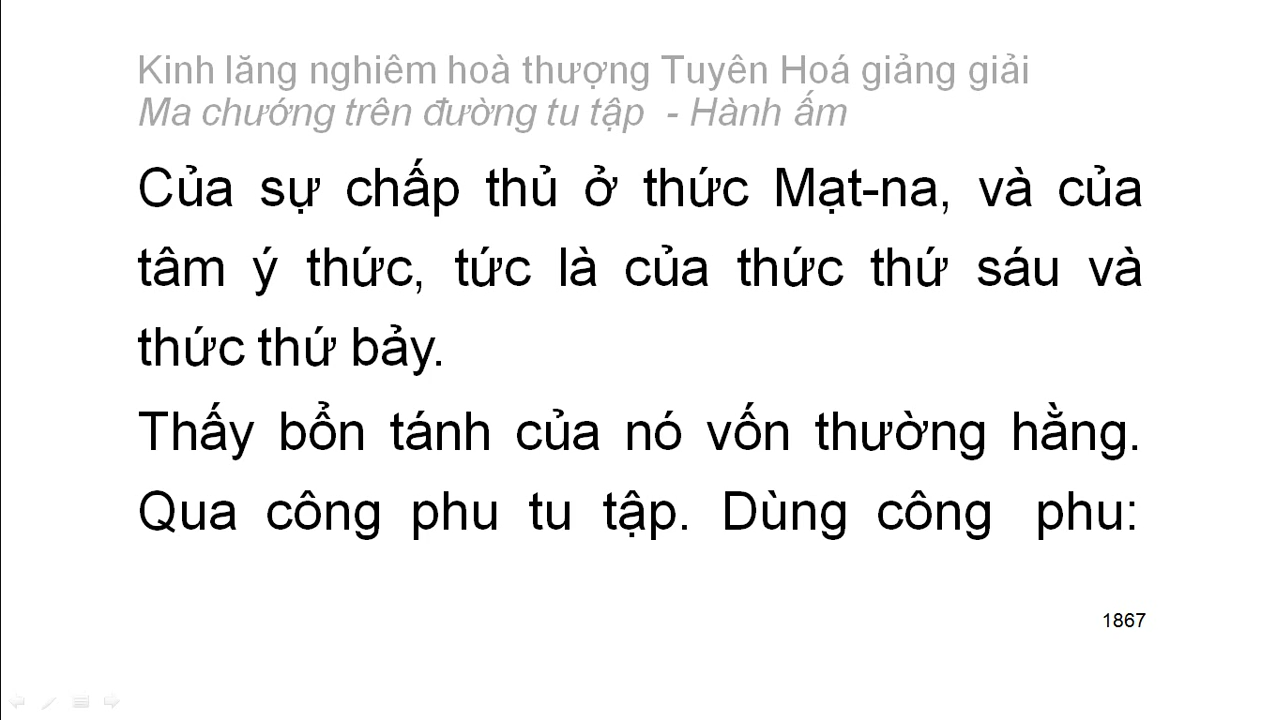 Kinh lăng nghiêm hoà thượng Tuyên Hoá giảng giải
Ma chướng trên đường tu tập - Hành ấm
Của sự chấp thủ ở thức Mạt-na, và của
tâm ý thức, tức là của thức thứ sáu và
thức thứ bảy.
Thấy bổn tánh của nó vốn thường hằng.
Qua công phu tu tập. Dùng công phu:
1867